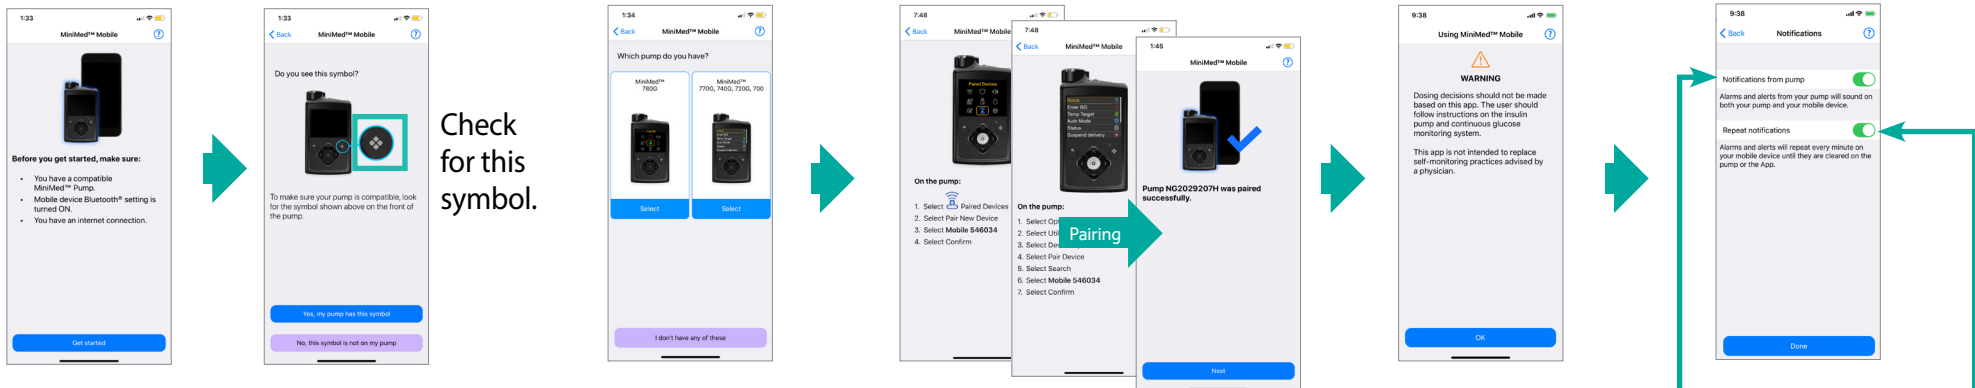 1:33
MiniMed™ Mobile
Before you get started, make sure:
• You have a compatible
MiniMed™ Pump.
• Mobile device Bluetooth® setting is
turned ON.
• You have an internet connection.
Get started
1:33
Back
MiniMed™ Mobile
Do you see this symbol?
To make sure your pump is compatible, look
for the symbol shown above on the front of
the pump.
Yes, my pump has this symbol
No, this symbol is not on my pump
Check
for this
symbol.
1:34
Back
MiniMed™ Mobile
Which pump do you have?
MiniMed™
780G
Select
MiniMed™
770G, 740G, 720G, 700
Select
I don't have any of these
7:48
Back
MiniMed™ Mobile
Paired Devices
On the pump:
1. Select Paired Devices
2. Select Pair New Device
3. Select Mobile 546034
4. Select Confirm
7:48
Back
MiniMed™ Mobile
Enter BG
Temp Target
Auto Mode
Status
Suspend delivery
On the pump:
1. Select
2. Select
3. Select
4. Select Pair Device
5. Select Search
6. Select Mobile 546034
7. Select Confirm
Pairing
1:45
MiniMed™ Mobile
Pump NG2029207H was paired
successfully.
Next
9:38
Using MiniMed™ Mobile
WARNING
Dosing decisions should not be made
based on this app. The user should
follow instructions on the insulin
pump and continuous glucose
monitoring system.
This app is not intended to replace
self-monitoring practices advised by
a physician.
OK
9:38
Back
Notifications
Notifications from pump
Alarms and alerts from your pump will sound on
both your pump and your mobile device.
Repeat notifications
Alarms and alerts will repeat every minute on
your mobile device until they are cleared on the
pump or the App.
Done